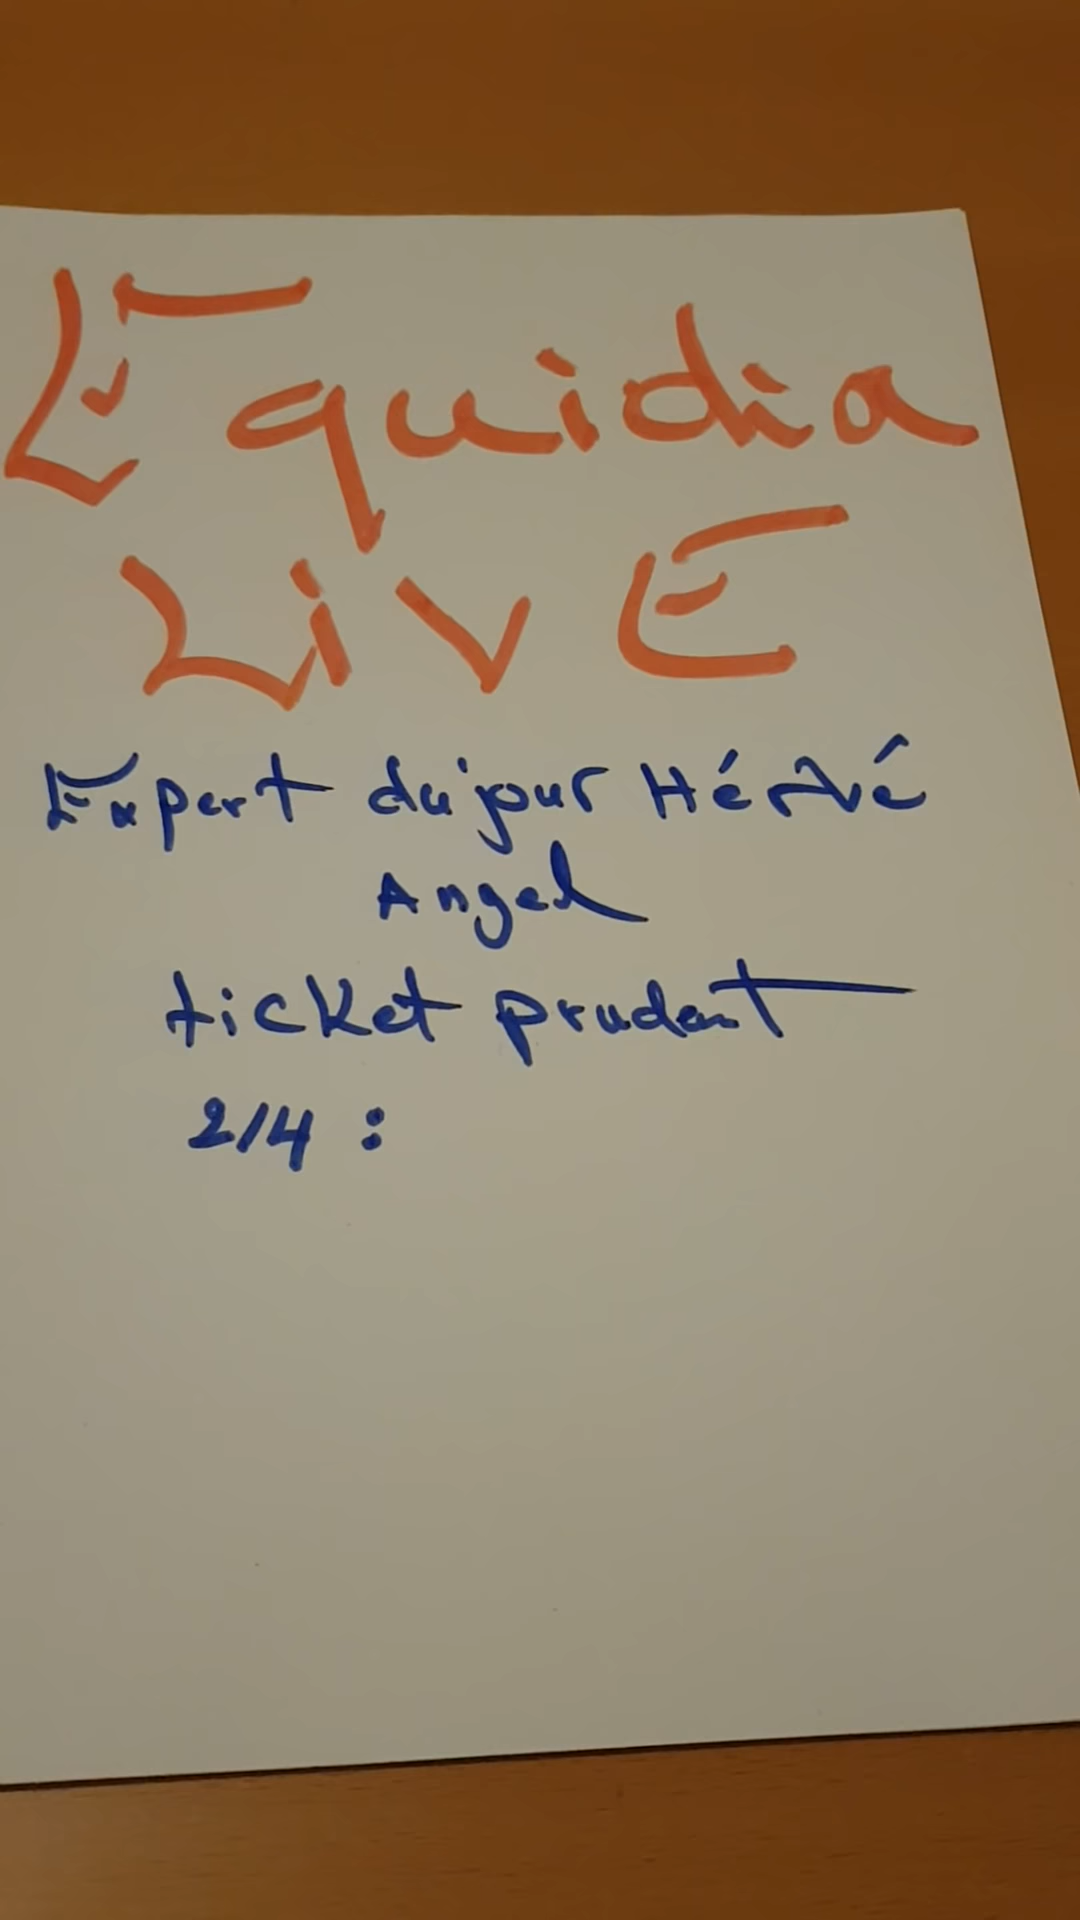 Equidia
LiVE
Expert du jour Hérvé
Angel
ticket prudent
2/4 :